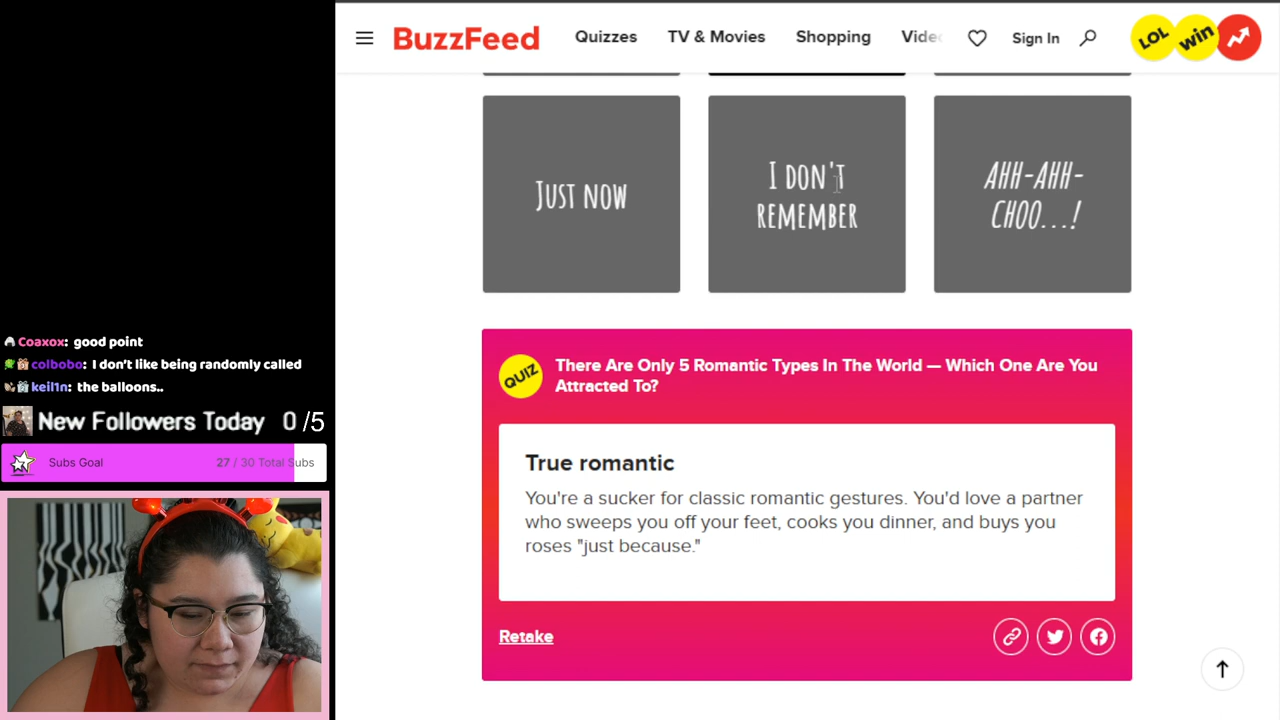 BuzzFeed
Quizzes
TV & Movies
Shopping
Vide
Sign In
LOL
win
JUST NOW
I DON'T
REMEMBER
AHH-AHH-
CHOO...!
Coaxox: good point
colbobo: I don't like being randomly called
keil1n: the balloons..
New Followers Today 0 /5
Subs Goal 27 / 30 Total Subs
QUIZ
There Are Only 5 Romantic Types In The World — Which One Are You
Attracted To?
True romantic
You're a sucker for classic romantic gestures. You'd love a partner
who sweeps you off your feet, cooks you dinner, and buys you
roses "just because."
Retake